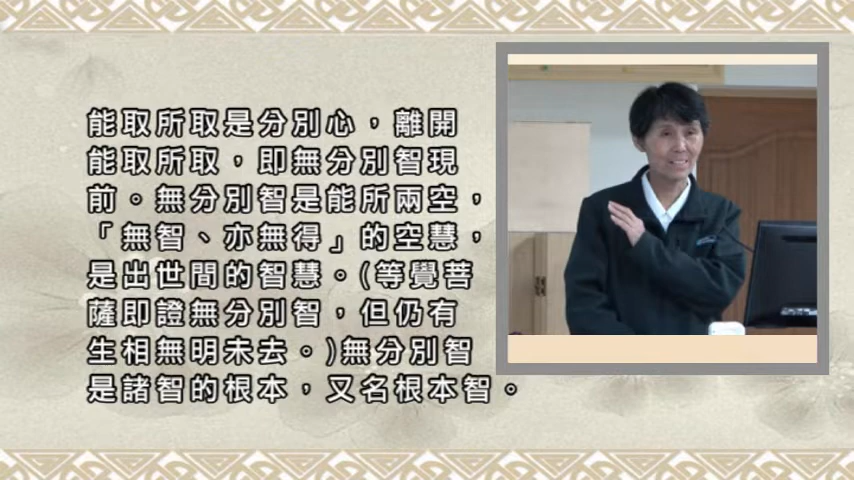 能取所取是分別心，離開
能取所取，即無分別智現
前。無分別智是能所兩空，
「無智、亦無得」的空慧，
是出世間的智慧。(等覺菩
薩即證無分別智，但仍有
生相無明未去。)無分別智
是諸智的根本，又名根本智。